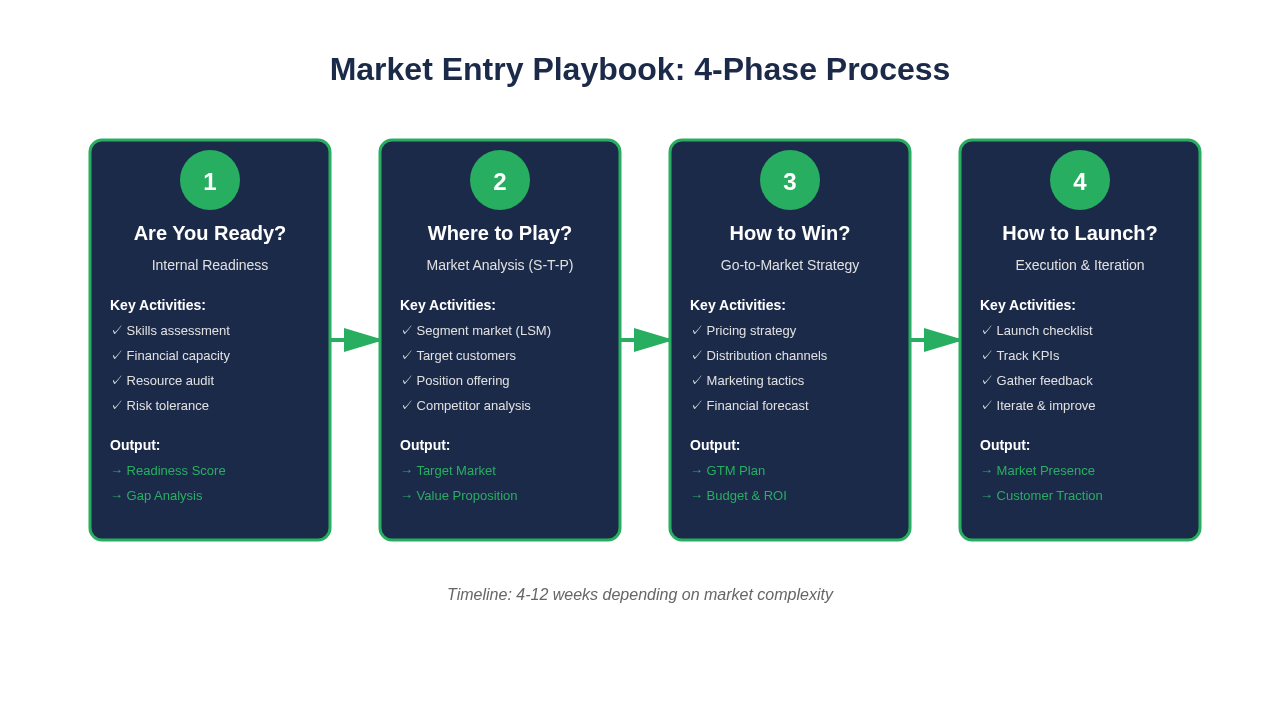 Market Entry Playbook: 4-Phase Process
1
Are You Ready?
Internal Readiness
Key Activities:
✓ Skills assessment
✓ Financial capacity
✓ Resource audit
✓ Risk tolerance
Output:
→ Readiness Score
→ Gap Analysis
2
Where to Play?
Market Analysis (S-T-P)
Key Activities:
✓ Segment market (LSM)
✓ Target customers
✓ Position offering
✓ Competitor analysis
Output:
→ Target Market
→ Value Proposition
3
How to Win?
Go-to-Market Strategy
Key Activities:
✓ Pricing strategy
✓ Distribution channels
✓ Marketing tactics
✓ Financial forecast
Output:
→ GTM Plan
→ Budget & ROI
4
How to Launch?
Execution & Iteration
Key Activities:
✓ Launch checklist
✓ Track KPIs
✓ Gather feedback
✓ Iterate & improve
Output:
→ Market Presence
→ Customer Traction
Timeline: 4-12 weeks depending on market complexity